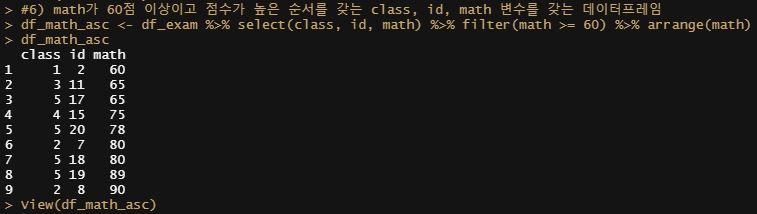 > #6) math가 60점 이상이고 점수가 높은 순서를 갖는 class, id, math 변수를 갖는 데이터프레임
> df_math_asc <- df_exam %>% select(class, id, math) %>% filter(math >= 60) %>% arrange(math)
> df_math_asc
class id math
1 1 2 60
2 3 11 65
3 5 17 65
4 4 15 75
5 5 20 78
6 2 7 80
7 5 18 80
8 5 19 89
9 2 8 90
> View(df_math_asc)